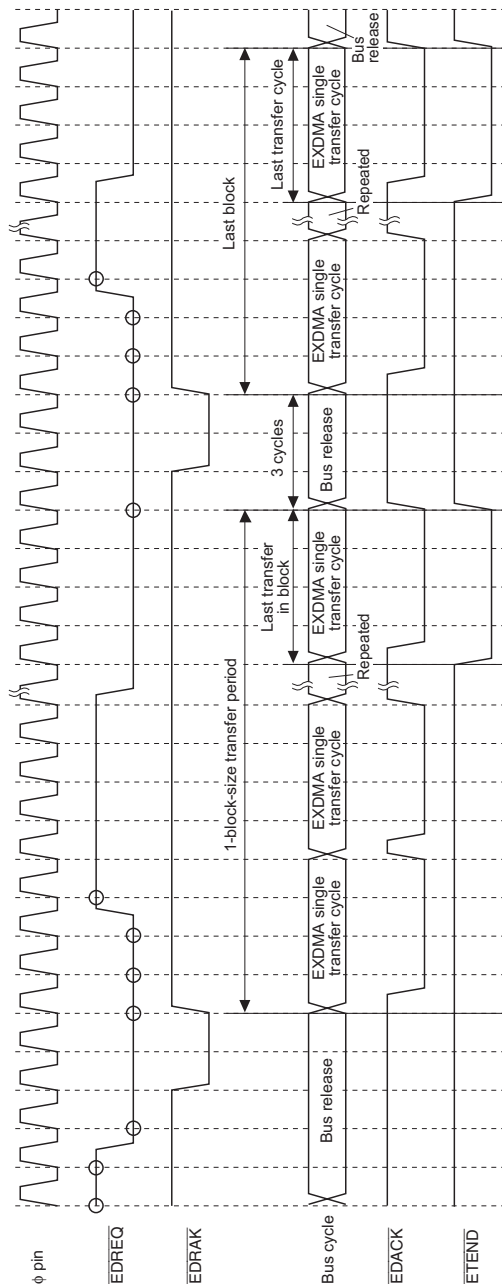 φ pin
EDREQ
EDRAK
1-block-size transfer period
Last transfer
in block
3 cycles
Last block
Last transfer cycle
Bus cycle
Bus release
EXDMA single
transfer cycle
EXDMA single
transfer cycle
Repeated
EXDMA single
transfer cycle
Bus release
EXDMA single
transfer cycle
Repeated
EXDMA single
transfer cycle
Bus
release
EDACK
ETEND